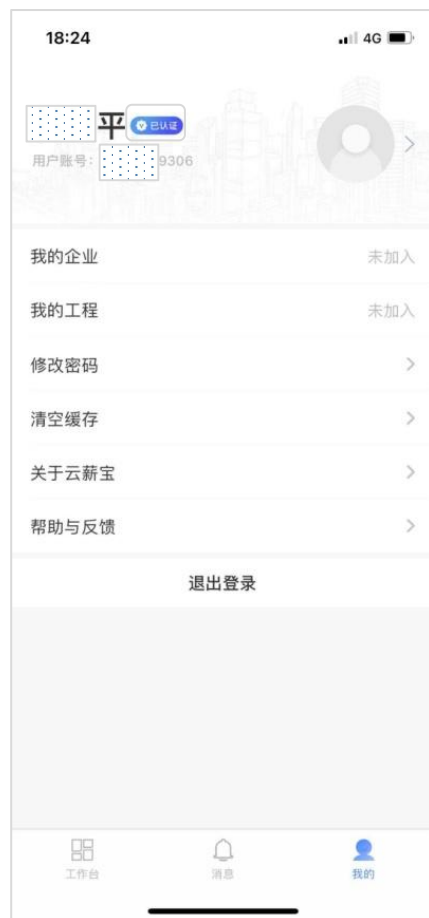 18:24 4G
平 已认证
用户账号： 9306
我的企业 未加入
我的工程 未加入
修改密码
清空缓存
关于云薪宝
帮助与反馈
退出登录
工作台 消息 我的